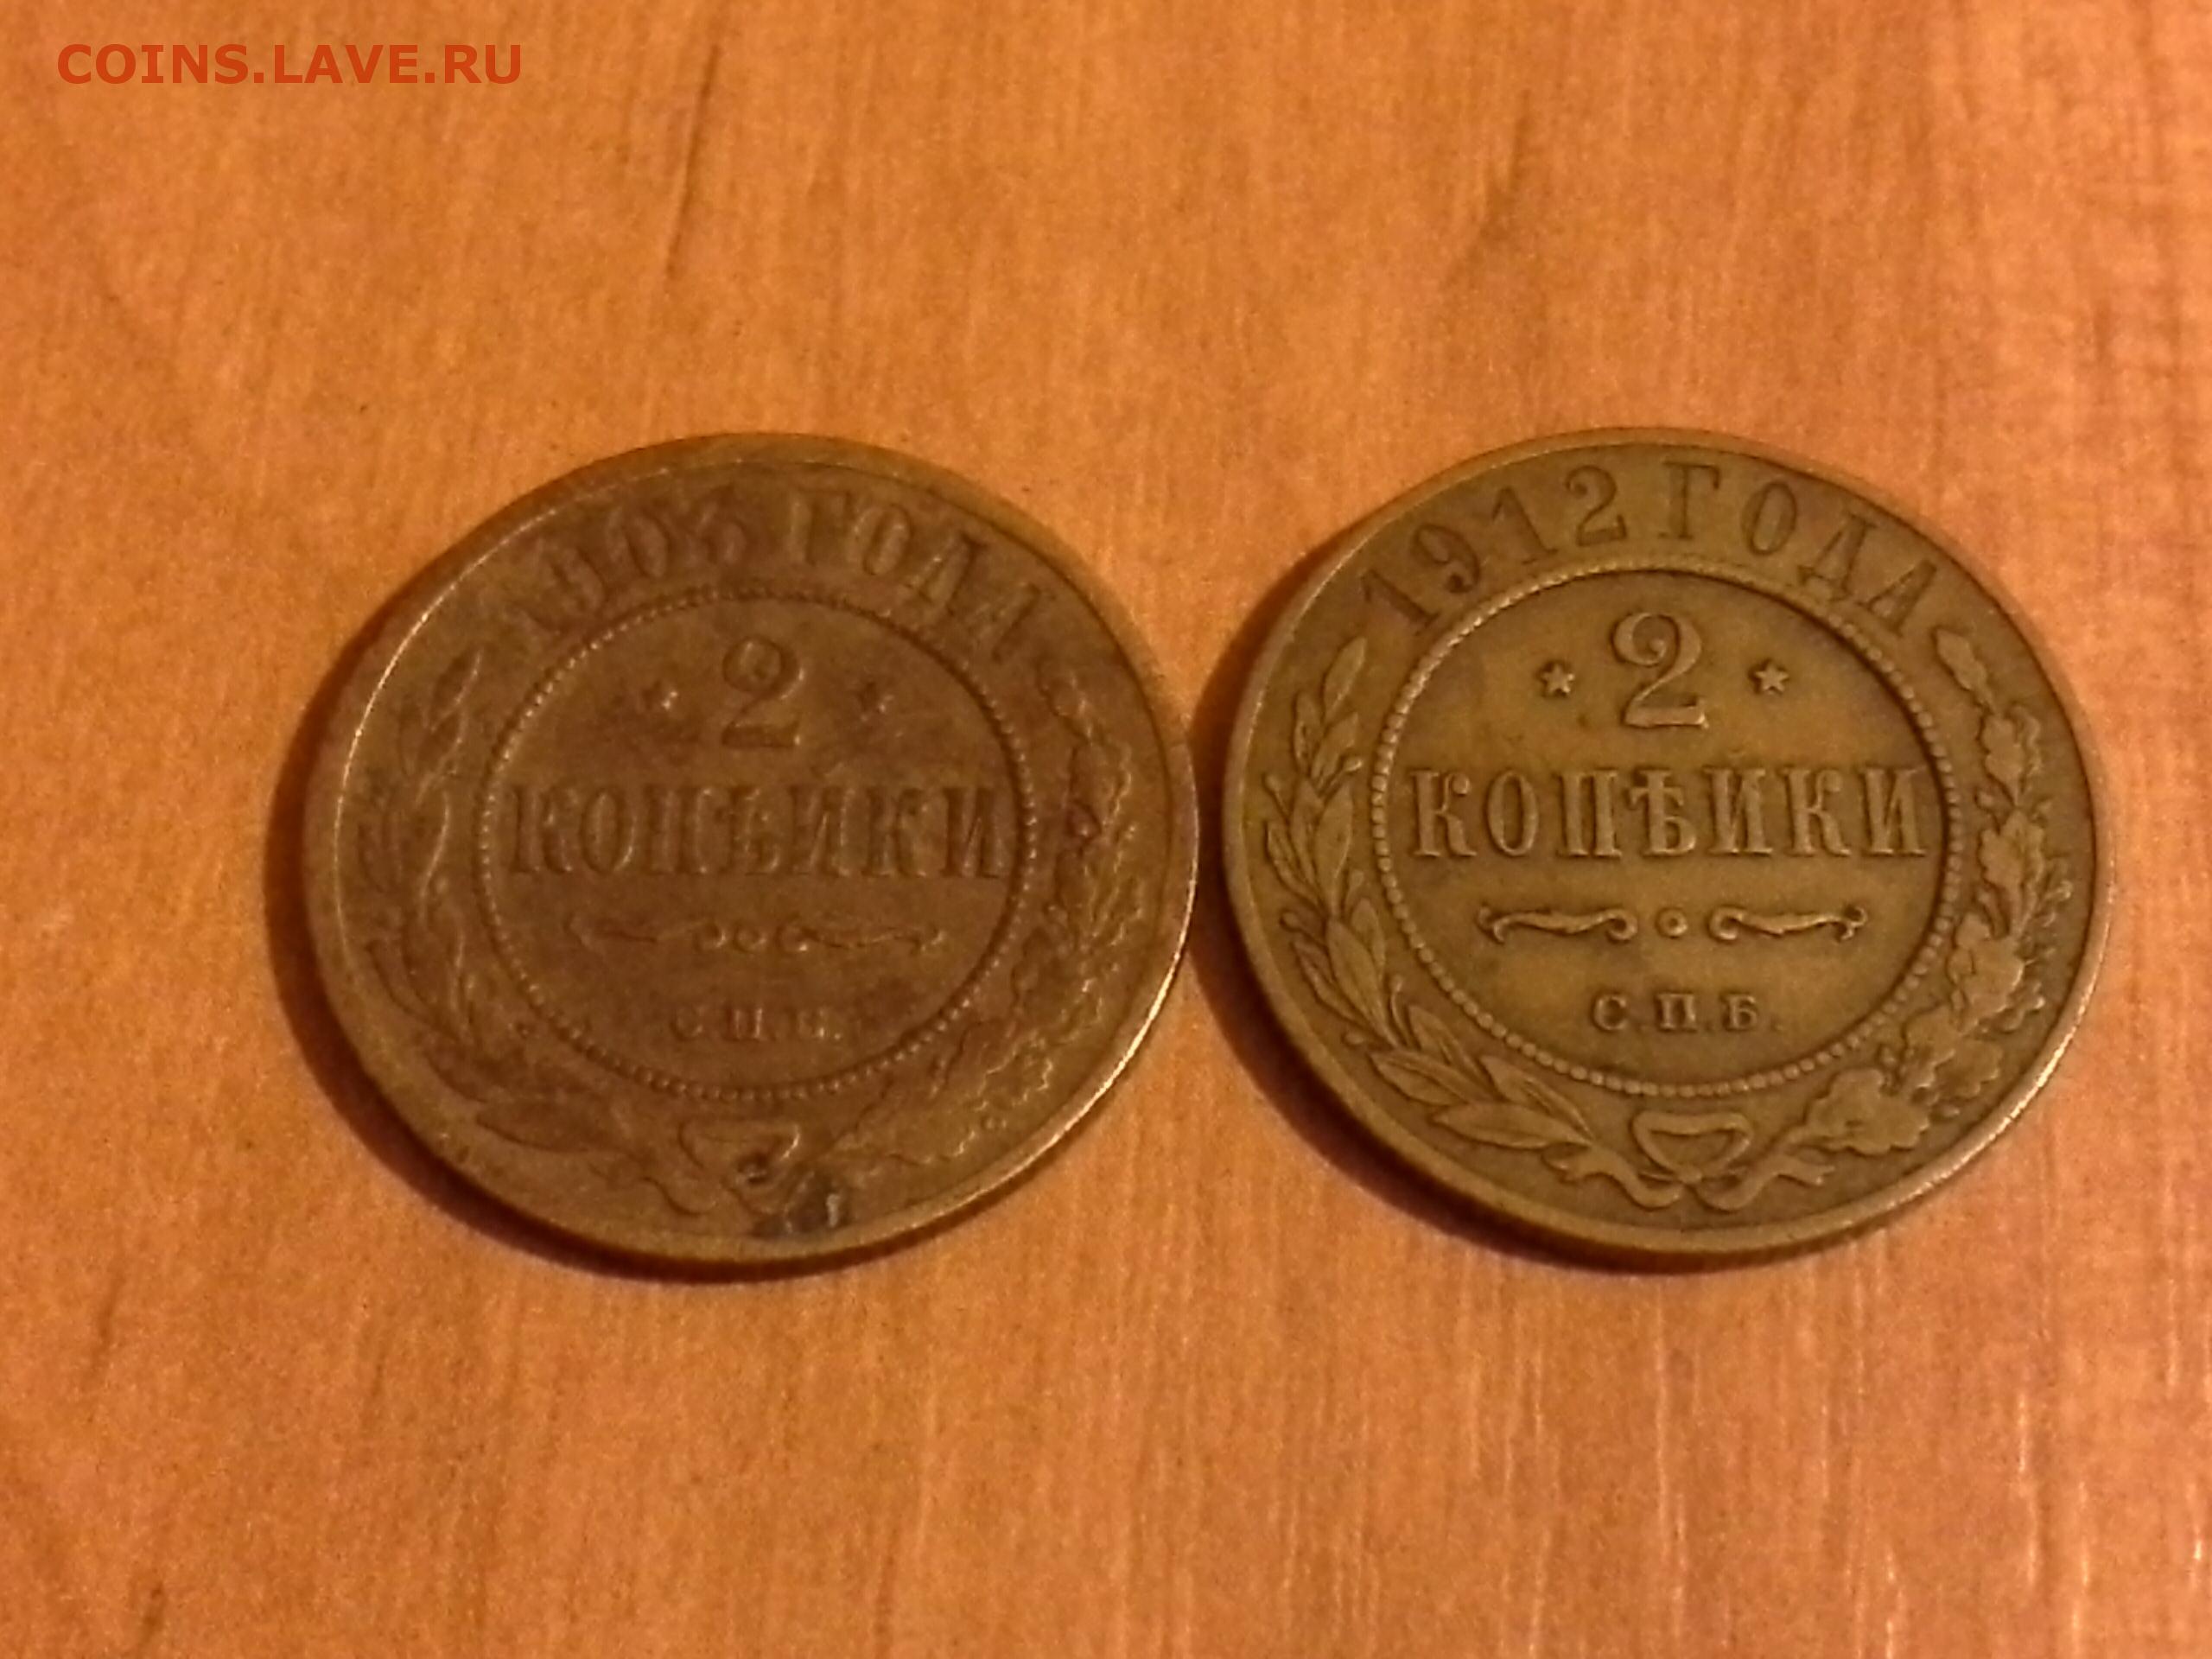 COINS.LAVE.RU
1903 ГОДА
2
КОПѢЙКИ
С.П.Б.
1912 ГОДА
2
КОПѢЙКИ
С.П.Б.